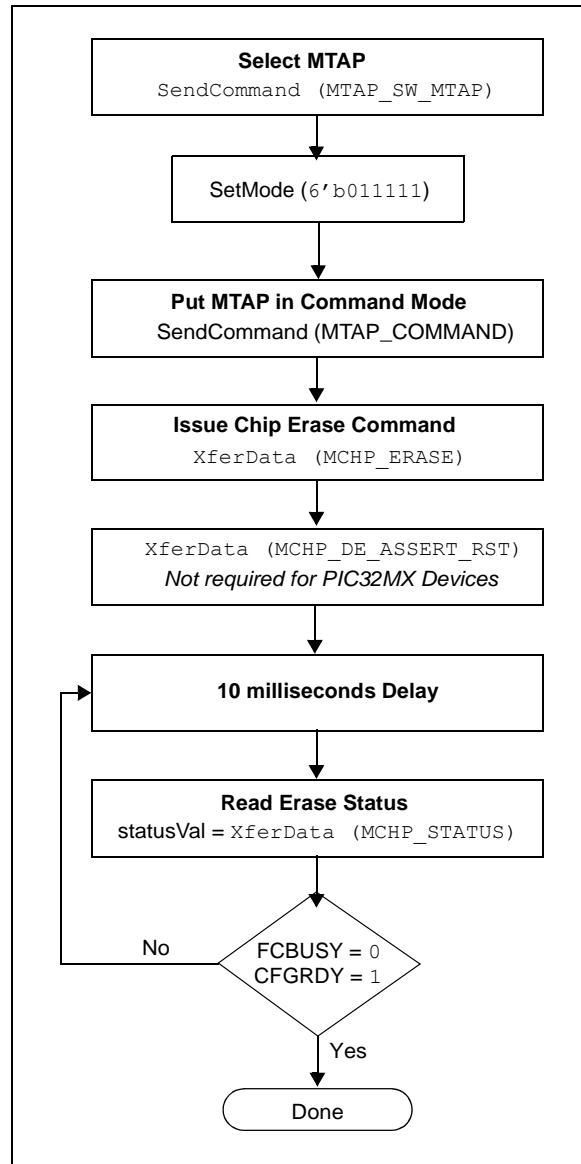 Select MTAP
SendCommand (MTAP_SW_MTAP)
SetMode (6’b011111)
Put MTAP in Command Mode
SendCommand (MTAP_COMMAND)
Issue Chip Erase Command
XferData (MCHP_ERASE)
XferData (MCHP_DE_ASSERT_RST)
Not required for PIC32MX Devices
10 milliseconds Delay
Read Erase Status
statusVal = XferData (MCHP_STATUS)
No
FCBUSY = 0
CFGRDY = 1
Yes
Done